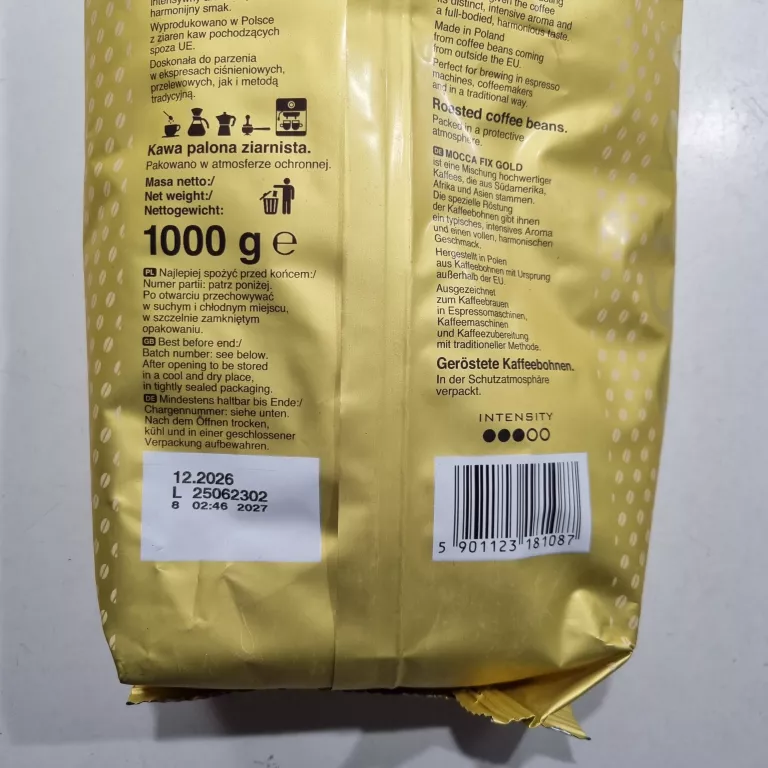 harmonijny smak.
Wyprodukowano w Polsce
z ziaren kaw pochodzących
spoza UE.
Doskonała do parzenia
w ekspresach ciśnieniowych,
przelewowych, jak i metodą
tradycyjną.
Kawa palona ziarnista.
Pakowano w atmosferze ochronnej.
Masa netto:/
Net weight:/
Nettogewicht:
1000 g e
PL Najlepiej spożyć przed końcem:/
Numer partii: patrz poniżej.
Po otwarciu przechowywać
w suchym i chłodnym miejscu,
w szczelnie zamkniętym
opakowaniu.
GB Best before end:/
Batch number: see below.
After opening to be stored
in a cool and dry place,
in tightly sealed packaging.
DE Mindestens haltbar bis Ende:/
Chargennummer: siehe unten.
Nach dem Öffnen trocken,
kühl und in einer geschlossener
Verpackung aufbewahren.
12.2026
L 25062302
8 02:46 2027
the coffee
its distinct, intensive aroma and
a full-bodied, harmonious taste.
Made in Poland
from coffee beans coming
from outside the EU.
Perfect for brewing in espresso
machines, coffeemakers
and in a traditional way.
Roasted coffee beans.
Packed in a protective
atmosphere.
DE MOCCA FIX GOLD
ist eine Mischung hochwertiger
Kaffees, die aus Südamerika,
Afrika und Asien stammen.
Die spezielle Röstung
der Kaffeebohnen gibt ihnen
ein typisches, intensives Aroma
und einen vollen, harmonischen
Geschmack.
Hergestellt in Polen
aus Kaffeebohnen mit Ursprung
außerhalb der EU.
Ausgezeichnet
zum Kaffeebrauen
in Espressomaschinen,
Kaffeemaschinen
und Kaffeezubereitung
mit traditioneller Methode.
Geröstete Kaffeebohnen.
In der Schutzatmosphäre
verpackt.
INTENSITY
5 901123 181087